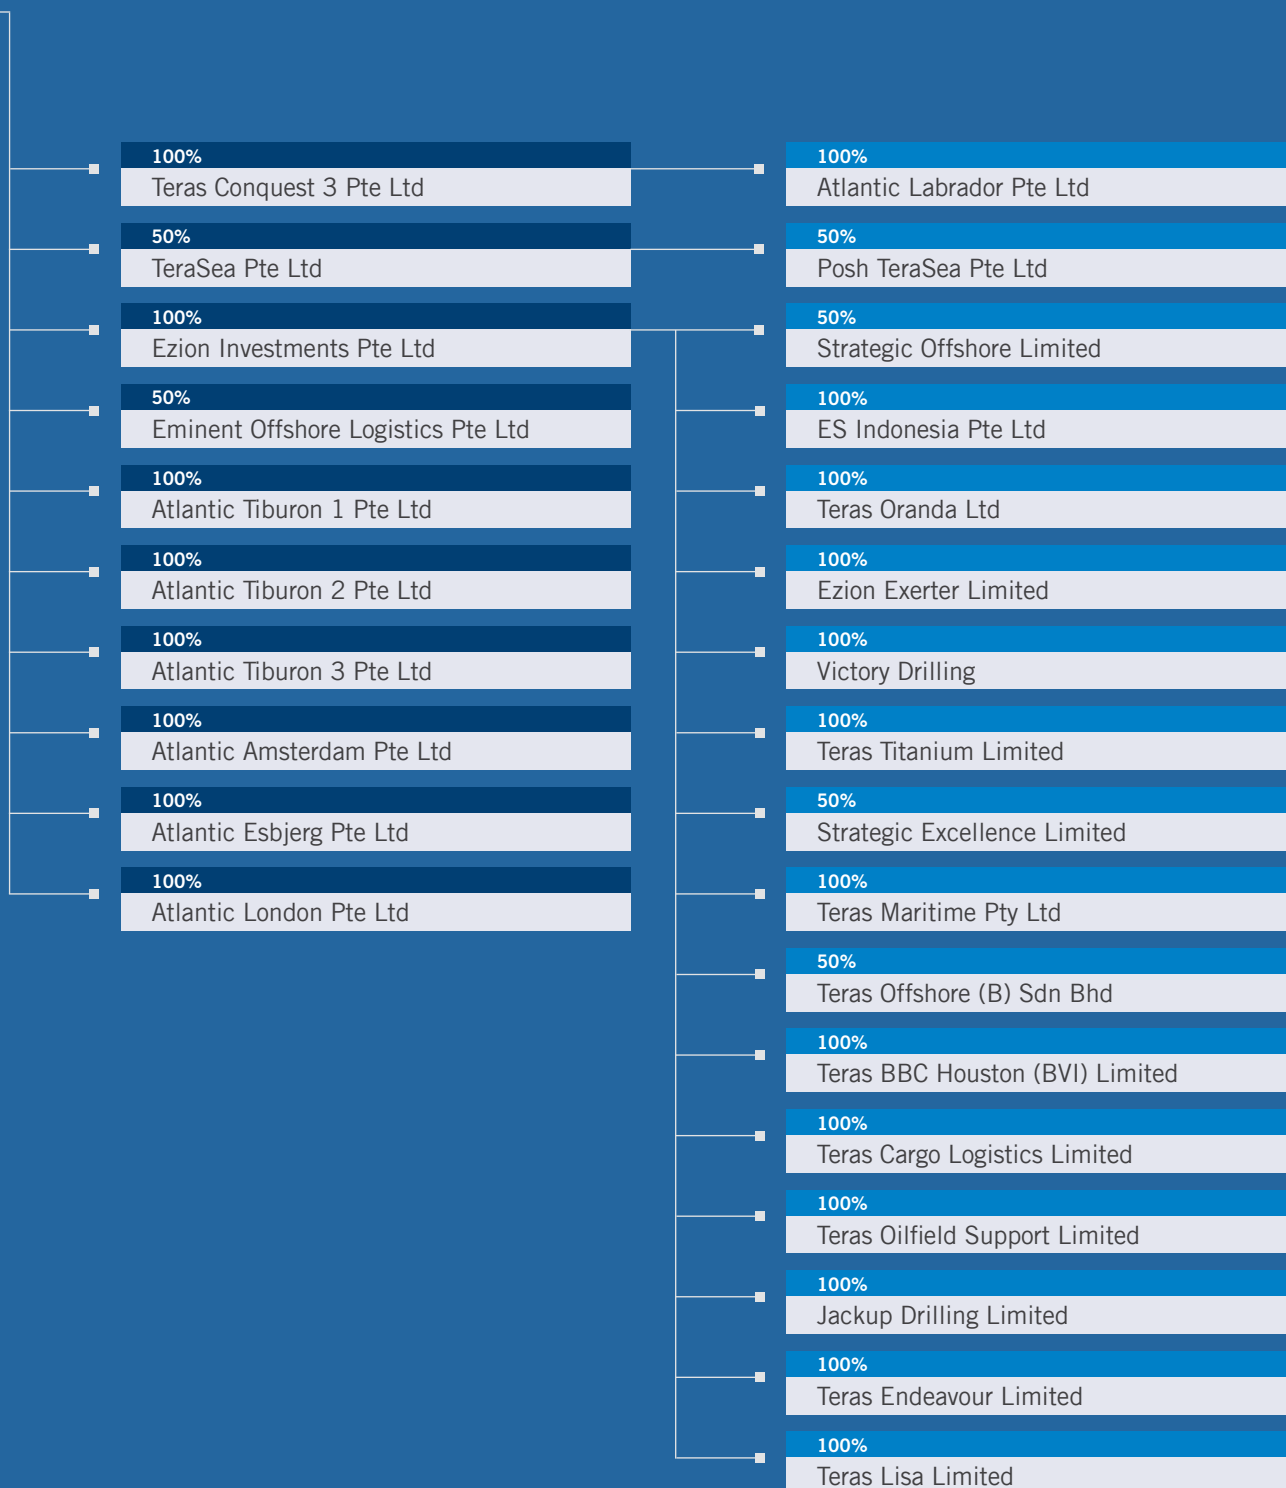 100%
Teras Conquest 3 Pte Ltd
50%
TeraSea Pte Ltd
100%
Ezion Investments Pte Ltd
50%
Eminent Offshore Logistics Pte Ltd
100%
Atlantic Tiburon 1 Pte Ltd
100%
Atlantic Tiburon 2 Pte Ltd
100%
Atlantic Tiburon 3 Pte Ltd
100%
Atlantic Amsterdam Pte Ltd
100%
Atlantic Esbjerg Pte Ltd
100%
Atlantic London Pte Ltd
100%
Atlantic Labrador Pte Ltd
50%
Posh TeraSea Pte Ltd
50%
Strategic Offshore Limited
100%
ES Indonesia Pte Ltd
100%
Teras Oranda Ltd
100%
Ezion Exerter Limited
100%
Victory Drilling
100%
Teras Titanium Limited
50%
Strategic Excellence Limited
100%
Teras Maritime Pty Ltd
50%
Teras Offshore (B) Sdn Bhd
100%
Teras BBC Houston (BVI) Limited
100%
Teras Cargo Logistics Limited
100%
Teras Oilfield Support Limited
100%
Jackup Drilling Limited
100%
Teras Endeavour Limited
100%
Teras Lisa Limited